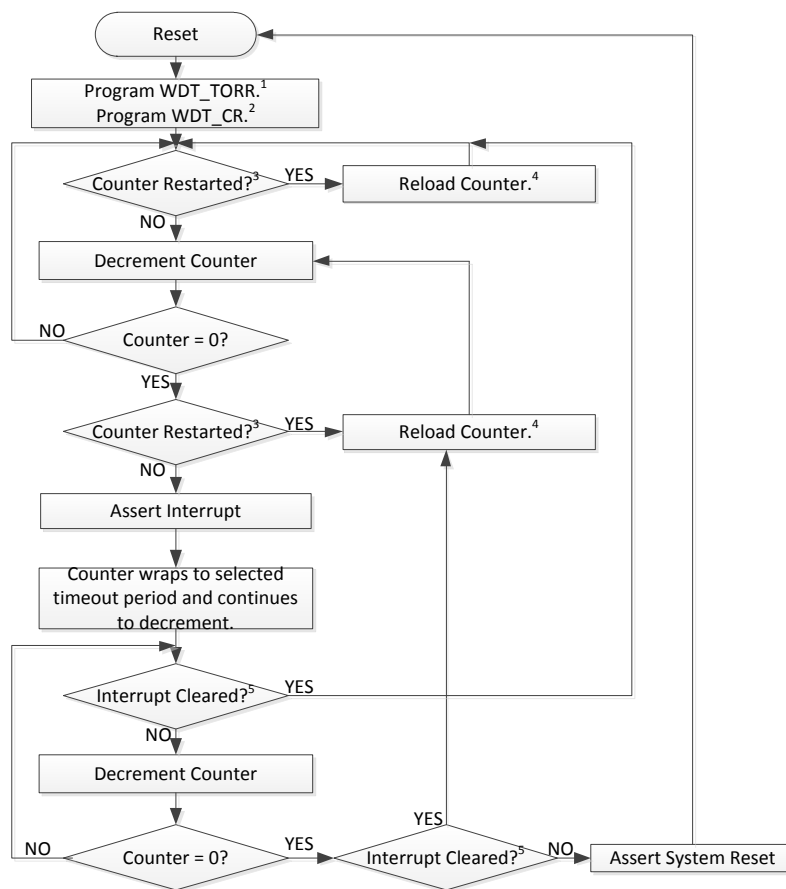 Reset
Program WDT_TORR.1
Program WDT_CR.2
Counter Restarted?3
YES
Reload Counter.4
NO
Decrement Counter
NO
Counter = 0?
YES
Counter Restarted?3
YES
Reload Counter.4
NO
Assert Interrupt
Counter wraps to selected
timeout period and continues
to decrement.
Interrupt Cleared?5
YES
NO
Decrement Counter
NO
Counter = 0?
YES
YES
Interrupt Cleared?5
NO
Assert System Reset